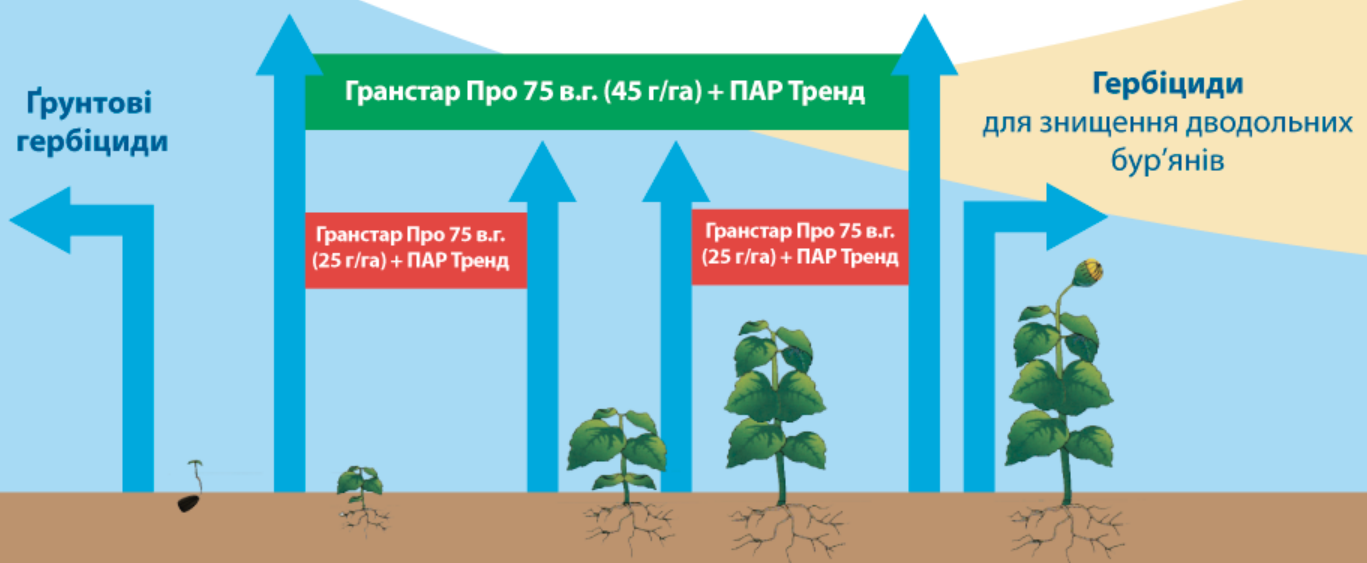 Ґрунтові
гербіциди
Гранстар Про 75 в.г. (45 г/га) + ПАР Тренд
Гербіциди
для знищення дводольних
бур’янів
Гранстар Про 75 в.г.
(25 г/га) + ПАР Тренд
Гранстар Про 75 в.г.
(25 г/га) + ПАР Тренд